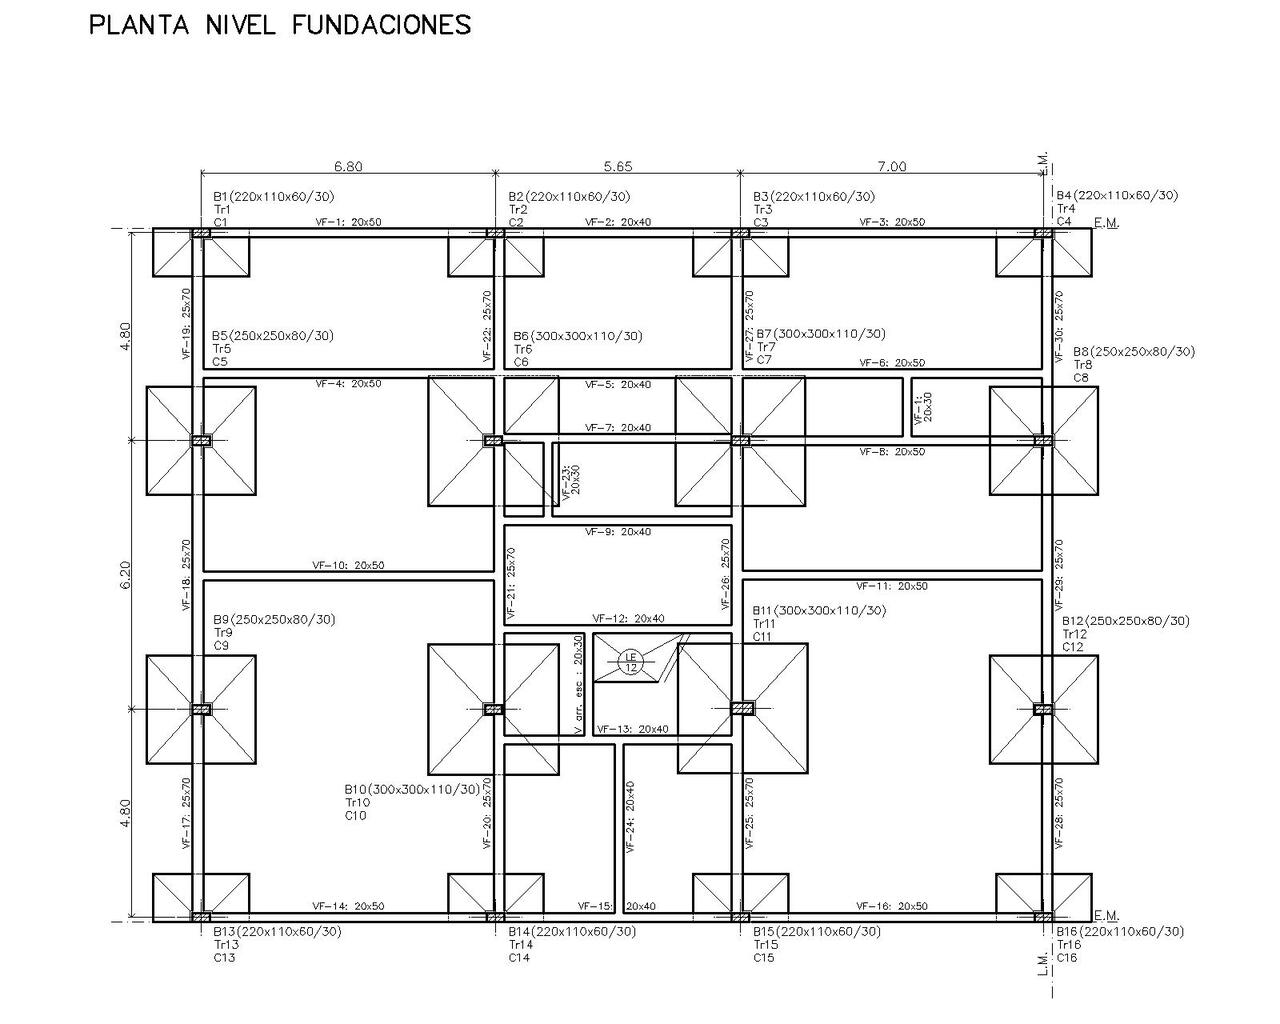 PLANTA NIVEL FUNDACIONES
6.80
5.65
7.00
L.M.
B1(220x110x60/30)
Tr1
C1
B2(220x110x60/30)
Tr2
C2
B3(220x110x60/30)
Tr3
C3
B4(220x110x60/30)
Tr4
C4
E.M.
VF-1: 20x50
VF-2: 20x40
VF-3: 20x50
4.80
VF-19: 25x70
VF-22: 25x70
VF-27: 25x70
VF-30: 25x70
B5(250x250x80/30)
Tr5
C5
B6(300x300x110/30)
Tr6
C6
B7(300x300x110/30)
Tr7
C7
B8(250x250x80/30)
Tr8
C8
VF-6: 20x50
VF-4: 20x50
VF-5: 20x40
VF-1:
20x30
VF-7: 20x40
VF-8: 20x50
VF-23:
20x30
VF-9: 20x40
6.20
VF-18: 25x70
VF-21: 25x70
VF-26: 25x70
VF-29: 25x70
VF-10: 20x50
VF-11: 20x50
B9(250x250x80/30)
Tr9
C9
VF-12: 20x40
B11(300x300x110/30)
Tr11
C11
B12(250x250x80/30)
Tr12
C12
V arr. esc : 20x30
LE
12
VF-13: 20x40
B10(300x300x110/30)
Tr10
C10
4.80
VF-17: 25x70
VF-20: 25x70
VF-24: 20x40
VF-25: 25x70
VF-28: 25x70
VF-14: 20x50
VF-15: 20x40
VF-16: 20x50
E.M.
B13(220x110x60/30)
Tr13
C13
B14(220x110x60/30)
Tr14
C14
B15(220x110x60/30)
Tr15
C15
B16(220x110x60/30)
Tr16
C16
L.M.